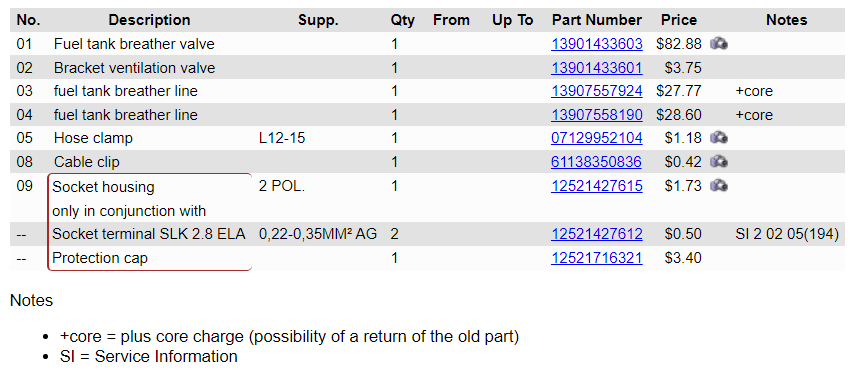 No. Description Supp. Qty From Up To Part Number Price Notes
01 Fuel tank breather valve 1 13901433603 $82.88
02 Bracket ventilation valve 1 13901433601 $3.75
03 fuel tank breather line 1 13907557924 $27.77 +core
04 fuel tank breather line 1 13907558190 $28.60 +core
05 Hose clamp L12-15 1 07129952104 $1.18
08 Cable clip 1 61138350836 $0.42
09 Socket housing 2 POL. 1 12521427615 $1.73
only in conjunction with
-- Socket terminal SLK 2.8 ELA 0,22-0,35MM² AG 2 12521427612 $0.50 SI 2 02 05(194)
-- Protection cap 1 12521716321 $3.40
Notes
• +core = plus core charge (possibility of a return of the old part)
• SI = Service Information